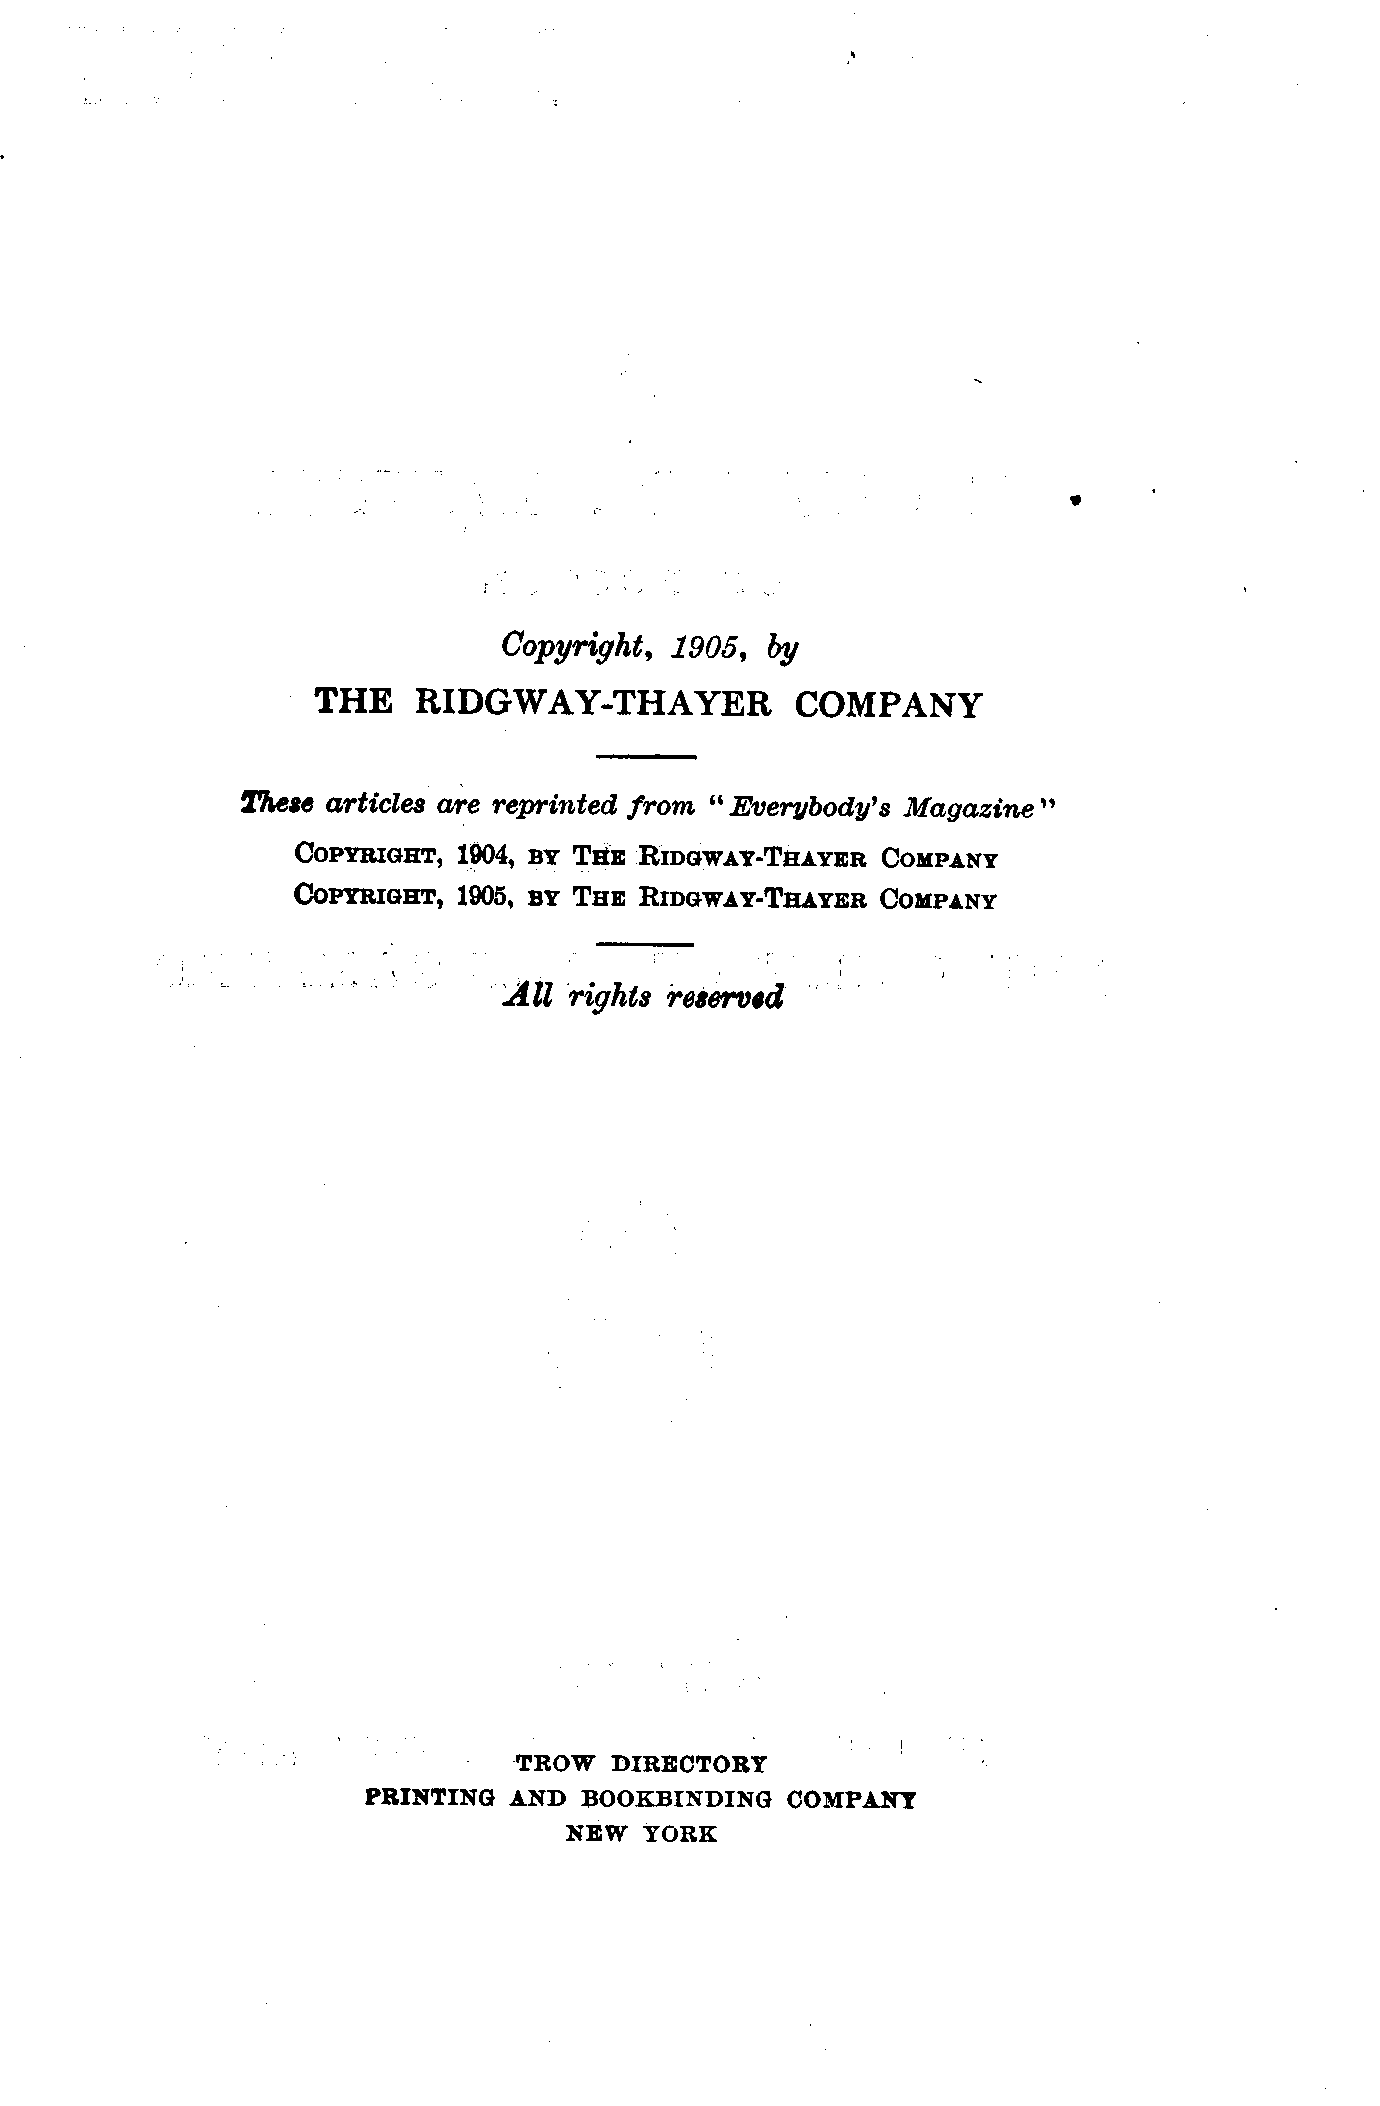 Copyright, 1905, by
THE RIDGWAY-THAYER COMPANY
These articles are reprinted from "Everybody's Magazine"
COPYRIGHT, 1904, BY THE RIDGWAY-THAYER COMPANY
COPYRIGHT, 1905, BY THE RIDGWAY-THAYER COMPANY
All rights reserved
TROW DIRECTORY
PRINTING AND BOOKBINDING COMPANY
NEW YORK